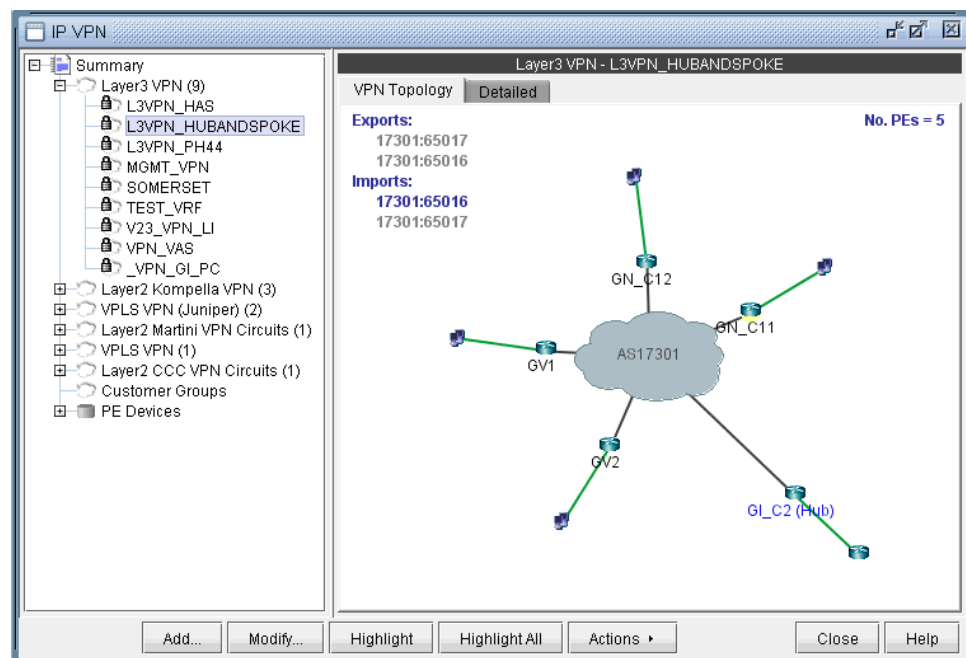 IP VPN
Summary
Layer3 VPN (9)
L3VPN_HAS
L3VPN_HUBANDSPOKE
L3VPN_PH44
MGMT_VPN
SOMERSET
TEST_VRF
V23_VPN_LI
VPN_VAS
_VPN_GI_PC
Layer2 Kompella VPN (3)
VPLS VPN (Juniper) (2)
Layer2 Martini VPN Circuits (1)
VPLS VPN (1)
Layer2 CCC VPN Circuits (1)
Customer Groups
PE Devices
Layer3 VPN - L3VPN_HUBANDSPOKE
VPN Topology Detailed
Exports: No. PEs = 5
17301:65017
17301:65016
Imports:
17301:65016
17301:65017
GN_C12
GN_C11
AS17301
GV1
GV2
GI_C2 (Hub)
Add... Modify... Highlight Highlight All Actions Close Help